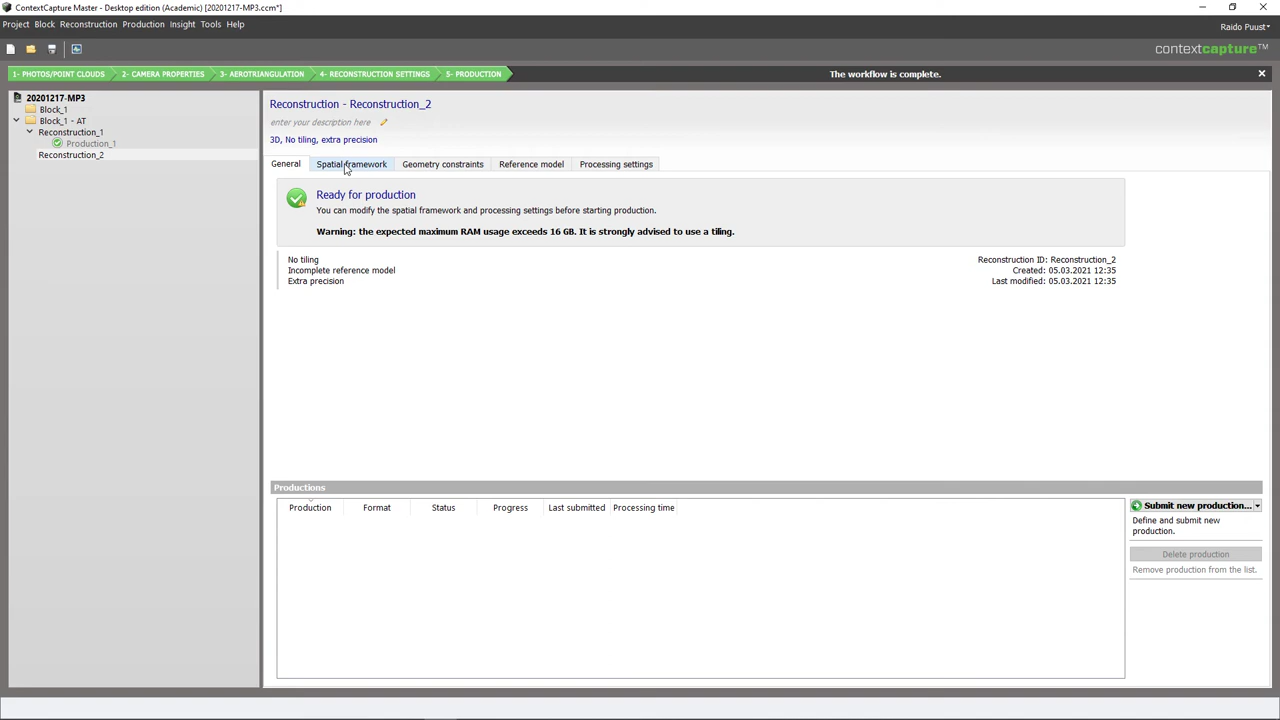 ContextCapture Master - Desktop edition (Academic) [20201217-MP3.ccm*]
Project Block Reconstruction Production Insight Tools Help
Raido Puust
contextcapture™
1- PHOTOS/POINT CLOUDS 2- CAMERA PROPERTIES 3- AEROTRIANGULATION 4- RECONSTRUCTION SETTINGS 5- PRODUCTION The workflow is complete.
20201217-MP3
Block_1
Block_1 - AT
Reconstruction_1
Production_1
Reconstruction_2
Reconstruction - Reconstruction_2
enter your description here
3D, No tiling, extra precision
General Spatial framework Geometry constraints Reference model Processing settings
Ready for production
You can modify the spatial framework and processing settings before starting production.
Warning: the expected maximum RAM usage exceeds 16 GB. It is strongly advised to use a tiling.
No tiling
Incomplete reference model
Extra precision
Reconstruction ID: Reconstruction_2
Created: 05.03.2021 12:35
Last modified: 05.03.2021 12:35
Productions
Production Format Status Progress Last submitted Processing time
Submit new production...
Define and submit new
production.
Delete production
Remove production from the list.